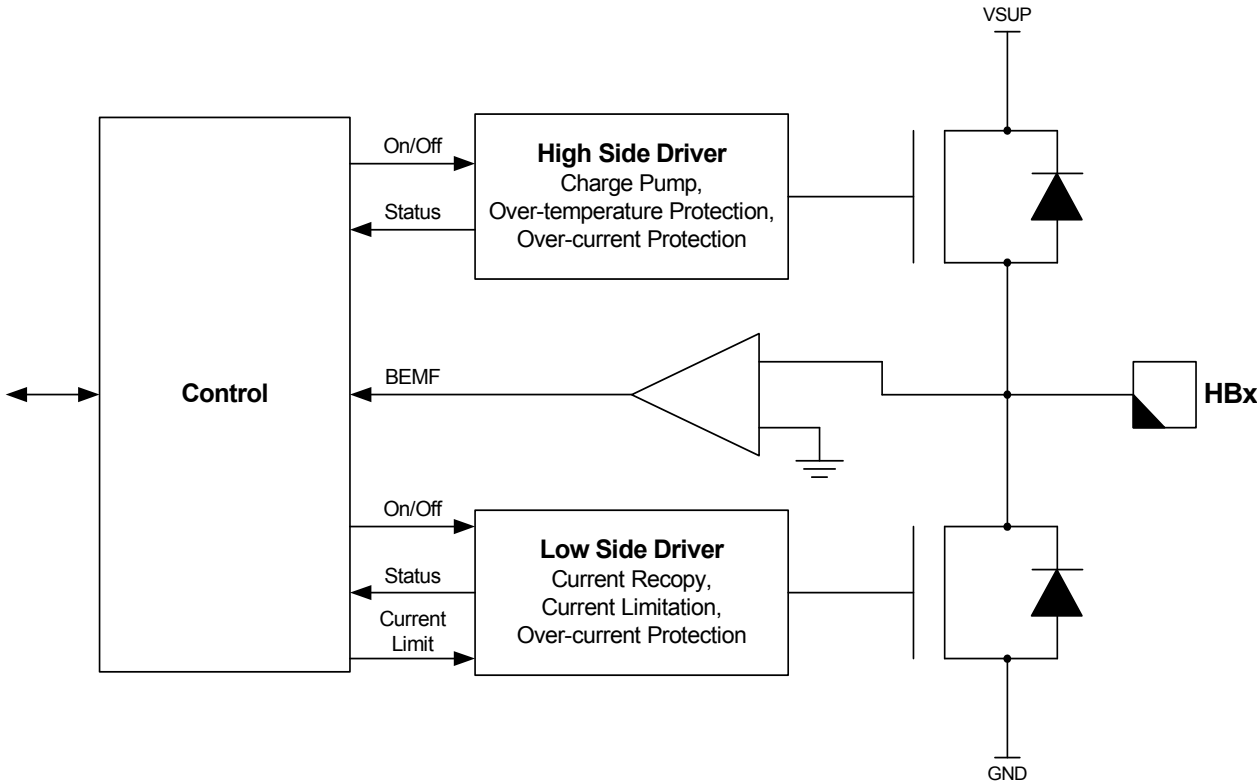 VSUP
On/Off
High Side Driver
Charge Pump,
Over-temperature Protection,
Over-current Protection
Status
Control
BEMF
HBx
On/Off
Low Side Driver
Current Recopy,
Current Limitation,
Over-current Protection
Status
Current
Limit
GND